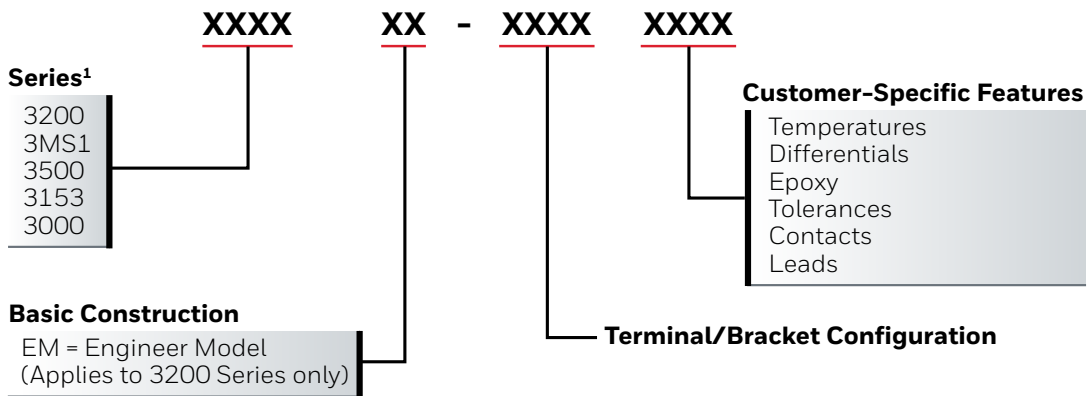 XXXX XX - XXXX XXXX
Series¹
3200
3MS1
3500
3153
3000
Customer-Specific Features
Temperatures
Differentials
Epoxy
Tolerances
Contacts
Leads
Basic Construction
EM = Engineer Model
(Applies to 3200 Series only)
Terminal/Bracket Configuration